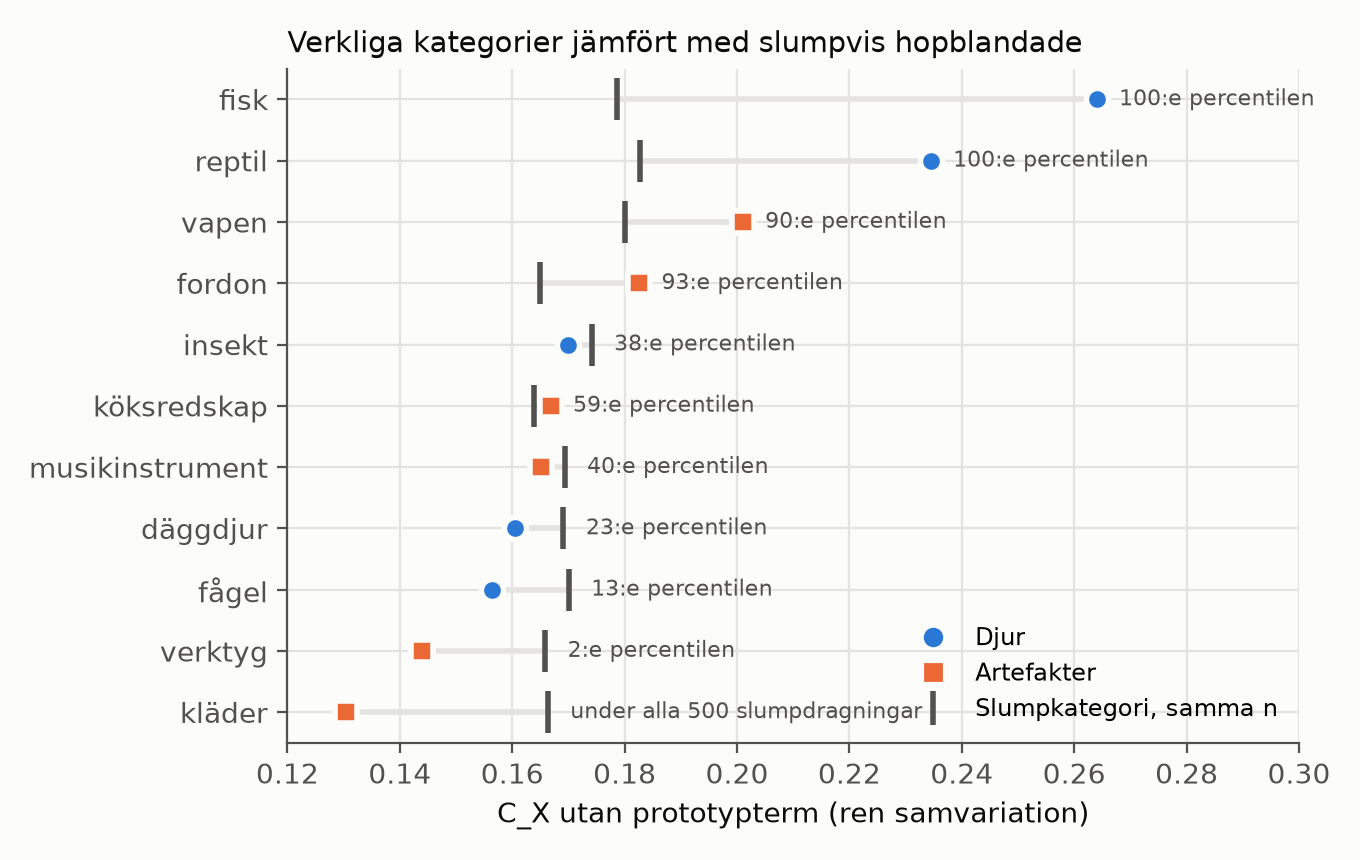 Verkliga kategorier jämfört med slumpvis hopblandade
fisk
100:e percentilen
reptil
100:e percentilen
vapen
90:e percentilen
fordon
93:e percentilen
insekt
38:e percentilen
köksredskap
59:e percentilen
musikinstrument
40:e percentilen
däggdjur
23:e percentilen
fågel
13:e percentilen
verktyg
2:e percentilen
kläder
under alla 500 slumpdragningar
Djur
Artefakter
Slumpkategori, samma n
0.12 0.14 0.16 0.18 0.20 0.22 0.24 0.26 0.28 0.30
C_X utan prototypterm (ren samvariation)